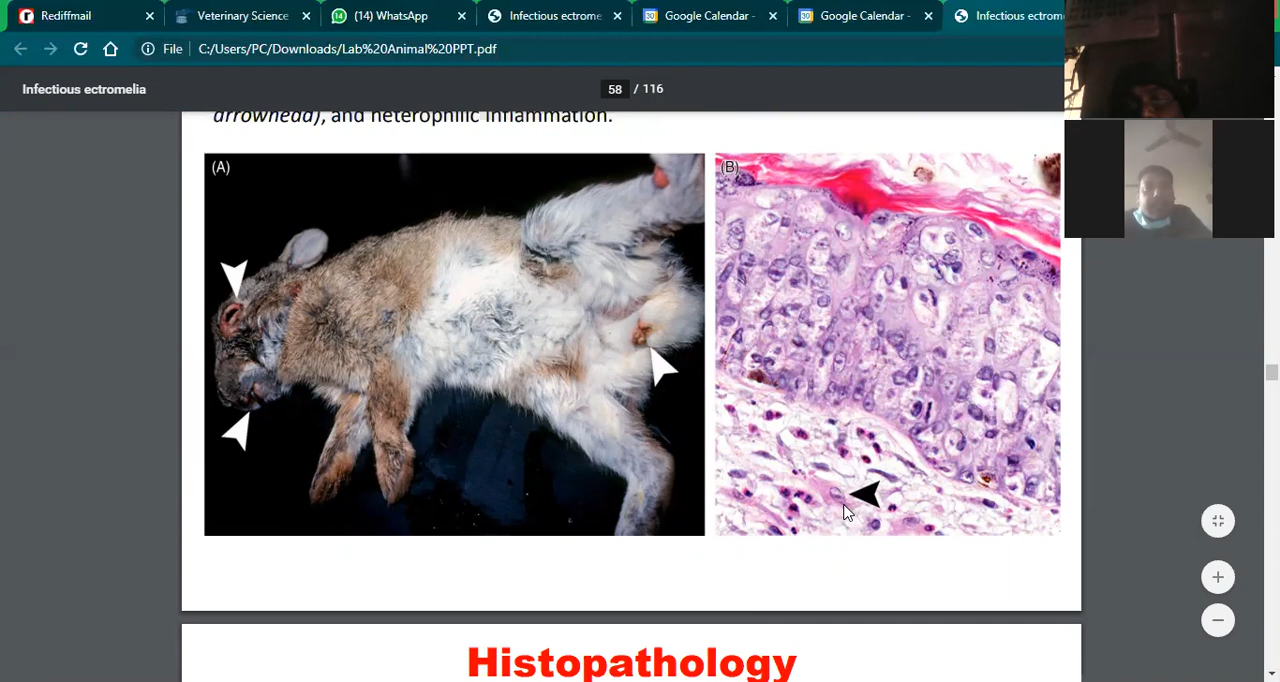 Rediffmail
Veterinary Science
(14) WhatsApp
Infectious ectrome
Google Calendar -
Google Calendar -
Infectious ectrom
File
C:/Users/PC/Downloads/Lab%20Animal%20PPT.pdf
Infectious ectromelia
58 / 116
arrowhead), and heterophilic inflammation.
(A)
(B)
Histopathology